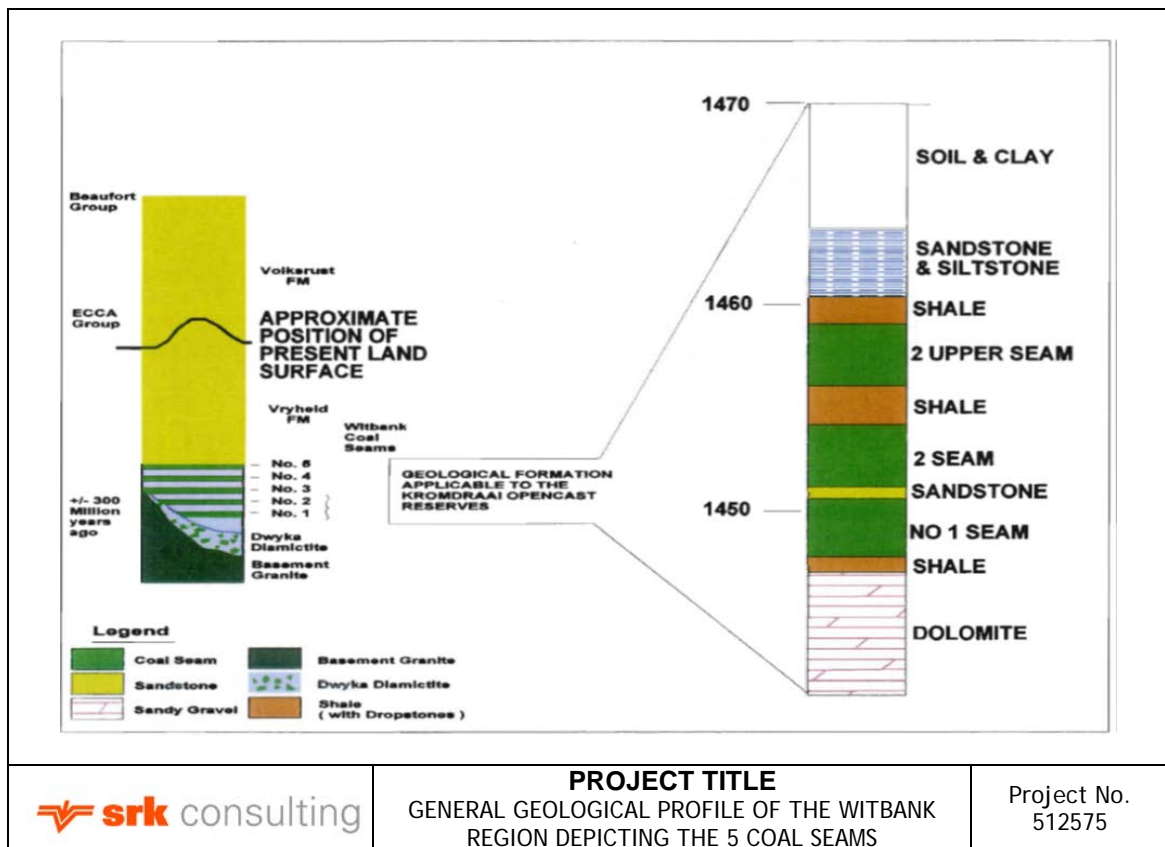 Beaufort
Group
Volksrust
FM
ECCA
Group
APPROXIMATE
POSITION OF
PRESENT LAND
SURFACE
Vryheid
FM
Witbank
Coal
Seams
No. 5
No. 4
No. 3
No. 2
No. 1
+/- 300
Million
years
ago
Dwyka
Diamictite
Basement
Granite
GEOLOGICAL FORMATION
APPLICABLE TO THE
KROMDRAAI OPENCAST
RESERVES
1470
SOIL & CLAY
SANDSTONE
& SILTSTONE
1460
SHALE
2 UPPER SEAM
SHALE
2 SEAM
SANDSTONE
1450
NO 1 SEAM
SHALE
DOLOMITE
Legend
Coal Seam
Basement Granite
Sandstone
Dwyka Diamictite
Sandy Gravel
Shale
( with Dropstones )
srk consulting
PROJECT TITLE
GENERAL GEOLOGICAL PROFILE OF THE WITBANK
REGION DEPICTING THE 5 COAL SEAMS
Project No.
512575